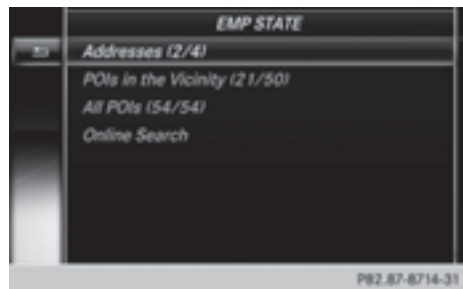 EMP STATE
Addresses (2/4)
POIs in the Vicinity (21/50)
All POIs (54/54)
Online Search
P82.87-8714-31